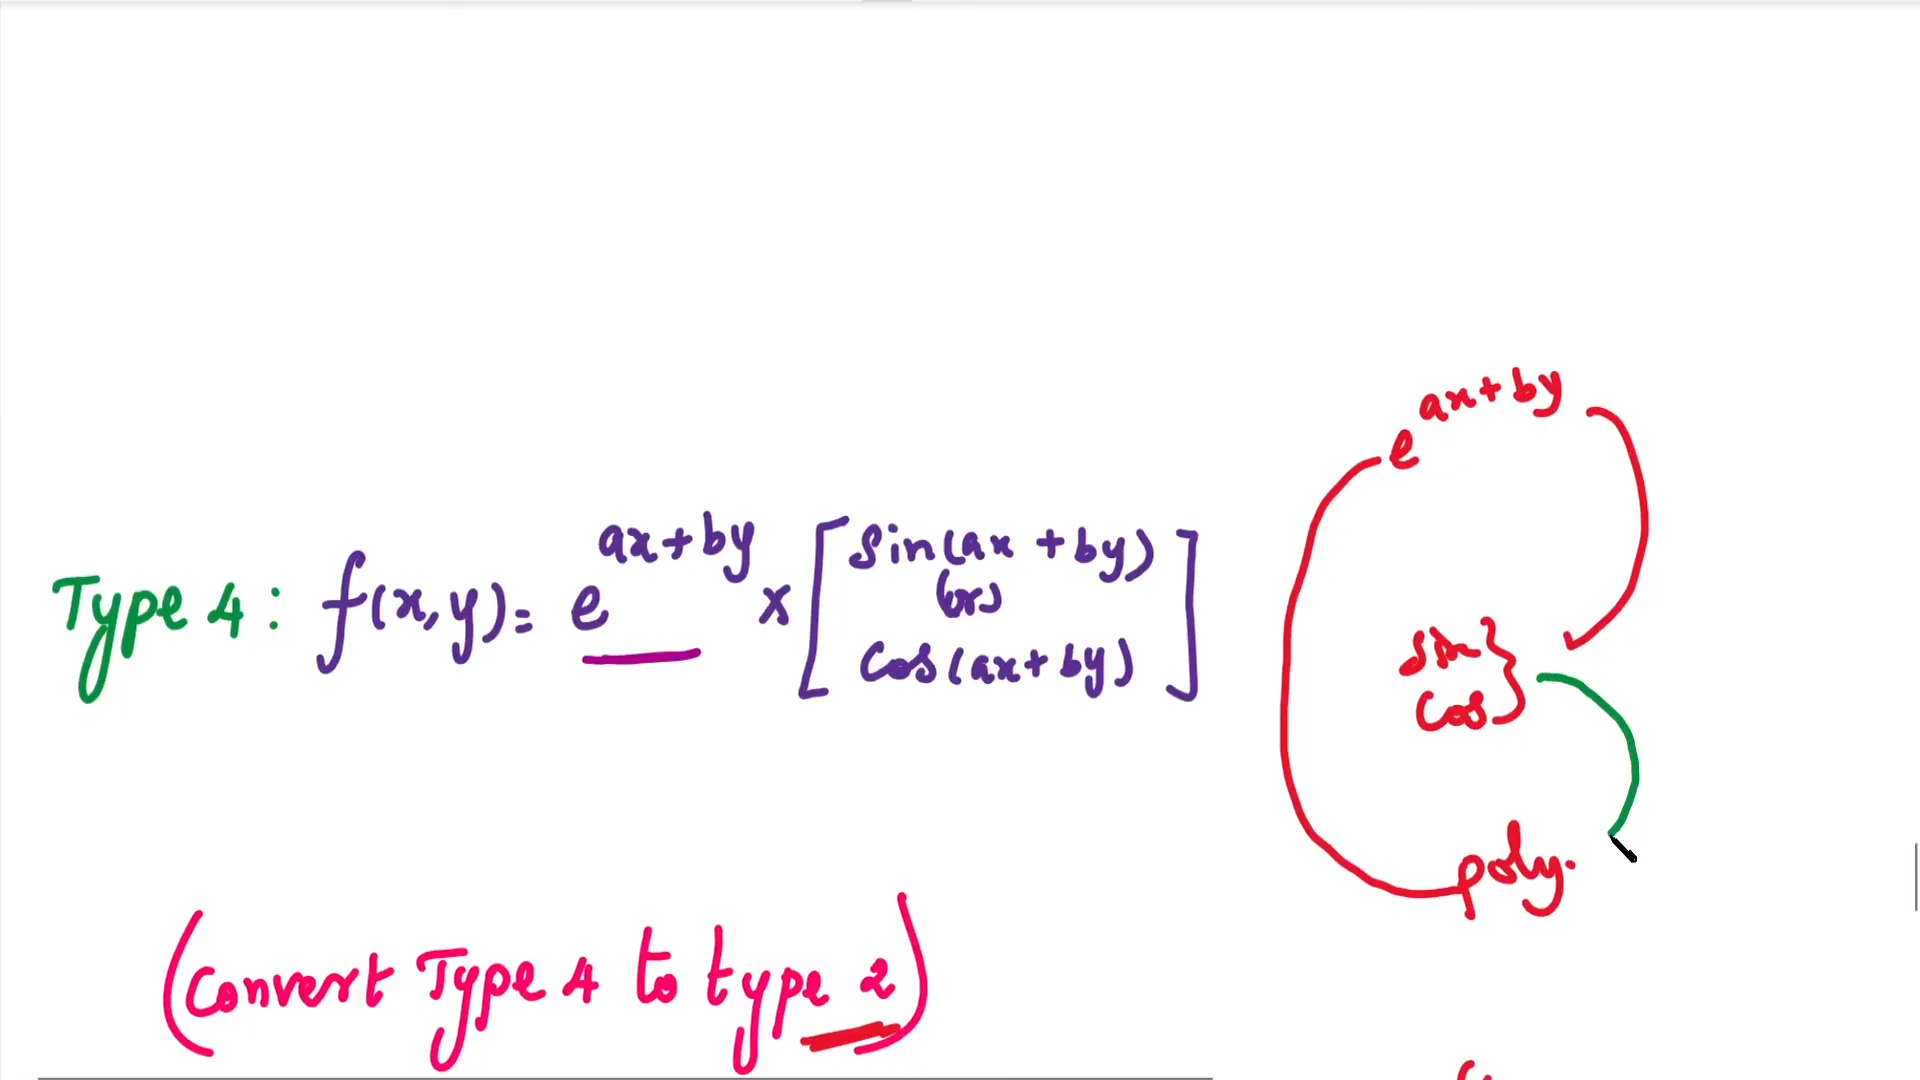 Type 4: f(x,y)= e^{ax+by} × [sin(ax+by) (or) cos(ax+by)]
(Convert Type 4 to type 2)
e^{ax+by}
sin
cos }
poly.